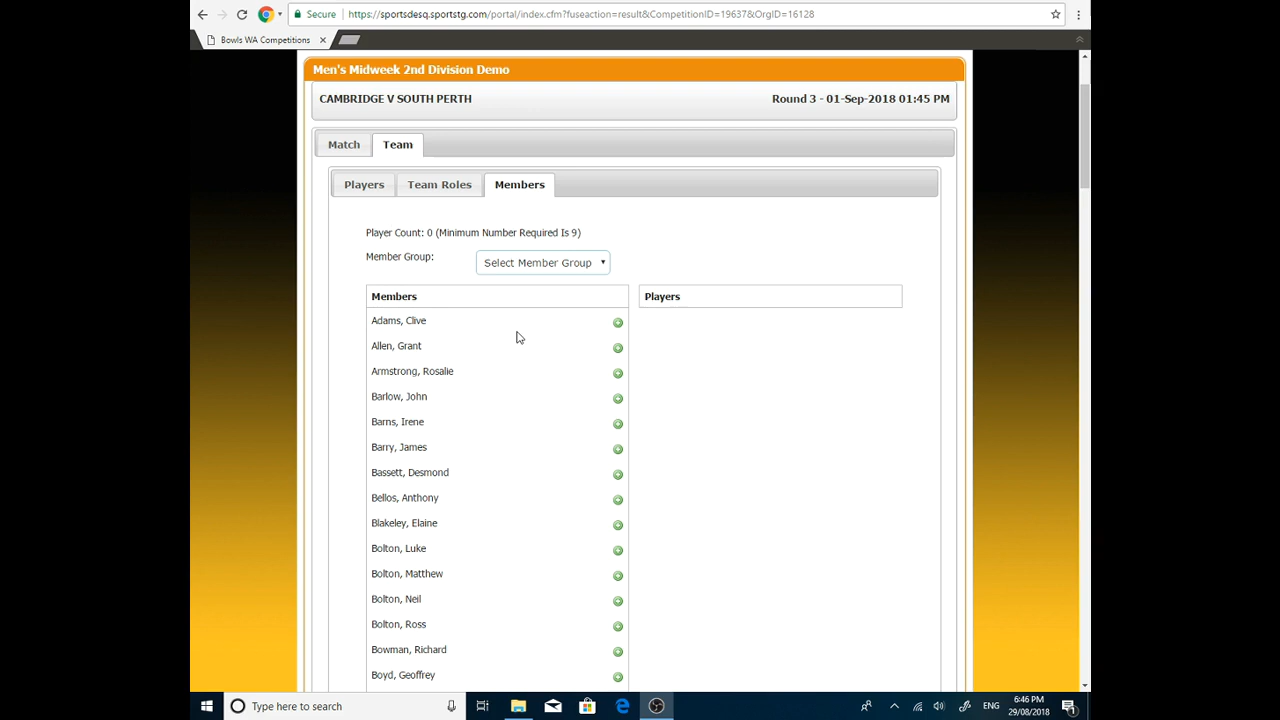 Secure https://sportsdesq.sportstg.com/portal/index.cfm?fuseaction=result&CompetitionID=19637&OrgID=16128
Bowls WA Competitions
Men's Midweek 2nd Division Demo
CAMBRIDGE V SOUTH PERTH Round 3 - 01-Sep-2018 01:45 PM
Match Team
Players Team Roles Members
Player Count: 0 (Minimum Number Required Is 9)
Member Group: Select Member Group
Members Players
Adams, Clive
Allen, Grant
Armstrong, Rosalie
Barlow, John
Barns, Irene
Barry, James
Bassett, Desmond
Bellos, Anthony
Blakeley, Elaine
Bolton, Luke
Bolton, Matthew
Bolton, Neil
Bolton, Ross
Bowman, Richard
Boyd, Geoffrey
Type here to search ENG 6:46 PM
29/08/2018 1